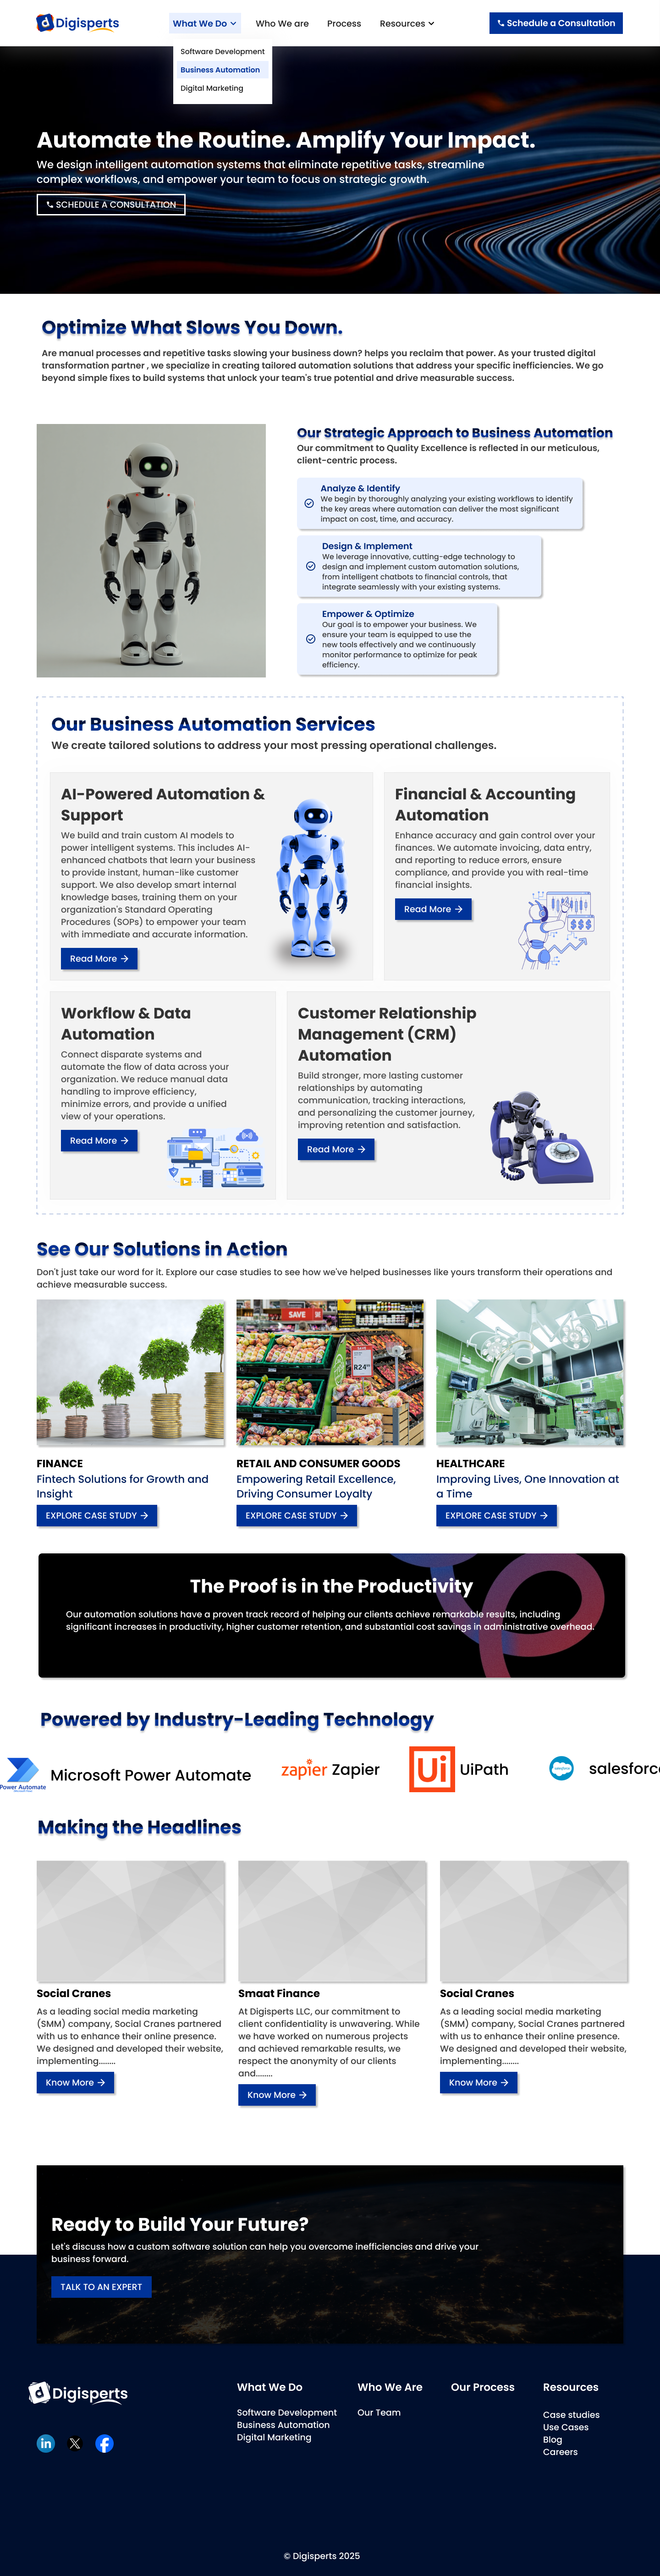 Digisperts
What We Do
Who We are
Process
Resources
Schedule a Consultation
Software Development
Business Automation
Digital Marketing
Automate the Routine. Amplify Your Impact.
We design intelligent automation systems that eliminate repetitive tasks, streamline
complex workflows, and empower your team to focus on strategic growth.
SCHEDULE A CONSULTATION
Optimize What Slows You Down.
Are manual processes and repetitive tasks slowing your business down? helps you reclaim that power. As your trusted digital
transformation partner , we specialize in creating tailored automation solutions that address your specific inefficiencies. We go
beyond simple fixes to build systems that unlock your team's true potential and drive measurable success.
Our Strategic Approach to Business Automation
Our commitment to Quality Excellence is reflected in our meticulous,
client-centric process.
Analyze & Identify
We begin by thoroughly analyzing your existing workflows to identify
the key areas where automation can deliver the most significant
impact on cost, time, and accuracy.
Design & Implement
We leverage innovative, cutting-edge technology to
design and implement custom automation solutions,
from intelligent chatbots to financial controls, that
integrate seamlessly with your existing systems.
Empower & Optimize
Our goal is to empower your business. We
ensure your team is equipped to use the
new tools effectively and we continuously
monitor performance to optimize for peak
efficiency.
Our Business Automation Services
We create tailored solutions to address your most pressing operational challenges.
AI-Powered Automation &
Support
We build and train custom AI models to
power intelligent systems. This includes AI-
enhanced chatbots that learn your business
to provide instant, human-like customer
support. We also develop smart internal
knowledge bases, training them on your
organization's Standard Operating
Procedures (SOPs) to empower your team
with immediate and accurate information.
Read More
Financial & Accounting
Automation
Enhance accuracy and gain control over your
finances. We automate invoicing, data entry,
and reporting to reduce errors, ensure
compliance, and provide you with real-time
financial insights.
Read More
$$$
Workflow & Data
Automation
Connect disparate systems and
automate the flow of data across your
organization. We reduce manual data
handling to improve efficiency,
minimize errors, and provide a unified
view of your operations.
Read More
Customer Relationship
Management (CRM)
Automation
Build stronger, more lasting customer
relationships by automating
communication, tracking interactions,
and personalizing the customer journey,
improving retention and satisfaction.
Read More
See Our Solutions in Action
Don't just take our word for it. Explore our case studies to see how we've helped businesses like yours transform their operations and
achieve measurable success.
SAVE
R24
FINANCE
Fintech Solutions for Growth and
Insight
EXPLORE CASE STUDY
RETAIL AND CONSUMER GOODS
Empowering Retail Excellence,
Driving Consumer Loyalty
EXPLORE CASE STUDY
HEALTHCARE
Improving Lives, One Innovation at
a Time
EXPLORE CASE STUDY
The Proof is in the Productivity
Our automation solutions have a proven track record of helping our clients achieve remarkable results, including
significant increases in productivity, higher customer retention, and substantial cost savings in administrative overhead.
Powered by Industry-Leading Technology
Power Automate
Microsoft Power Automate
zapier Zapier
Ui UiPath
salesforce
Making the Headlines
Social Cranes
As a leading social media marketing
(SMM) company, Social Cranes partnered
with us to enhance their online presence.
We designed and developed their website,
implementing........
Know More
Smaat Finance
At Digisperts LLC, our commitment to
client confidentiality is unwavering. While
we have worked on numerous projects
and achieved remarkable results, we
respect the anonymity of our clients
and........
Know More
Social Cranes
As a leading social media marketing
(SMM) company, Social Cranes partnered
with us to enhance their online presence.
We designed and developed their website,
implementing........
Know More
Ready to Build Your Future?
Let's discuss how a custom software solution can help you overcome inefficiencies and drive your
business forward.
TALK TO AN EXPERT
Digisperts
What We Do
Software Development
Business Automation
Digital Marketing
Who We Are
Our Team
Our Process
Resources
Case studies
Use Cases
Blog
Careers
© Digisperts 2025